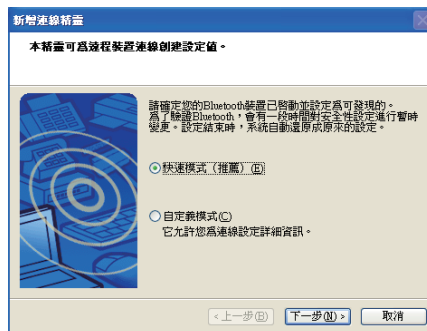 新增連線精靈
本精靈可為遠程裝置連線創建設定值。
請確定您的Bluetooth裝置已啓動並設定為可發現的。
為了驗證Bluetooth，會有一段時間對安全性設定進行暫時
變更。設定結束時，系統自動還原成原來的設定。
快速模式（推薦）(E)
自定義模式(C)
它允許您為連線設定詳細資訊。
<上一步(B) 下一步(N)> 取消